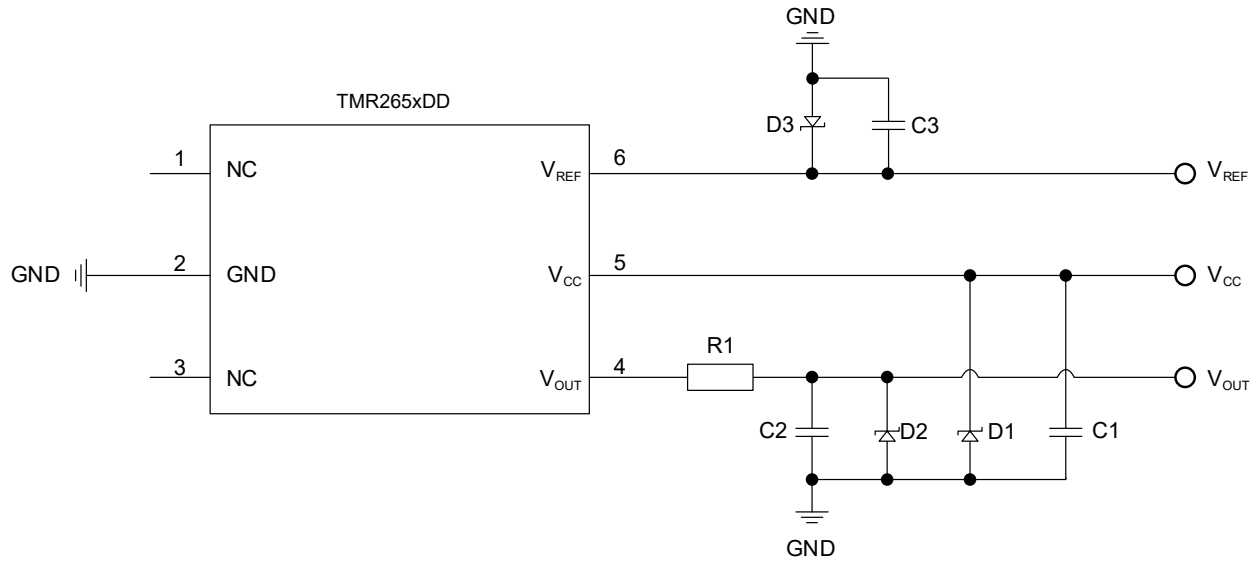 GND
TMR265xDD
D3 C3
1 NC VREF 6 VREF
GND 2 GND VCC 5 VCC
R1
3 NC VOUT 4 VOUT
C2 D2 D1 C1
GND